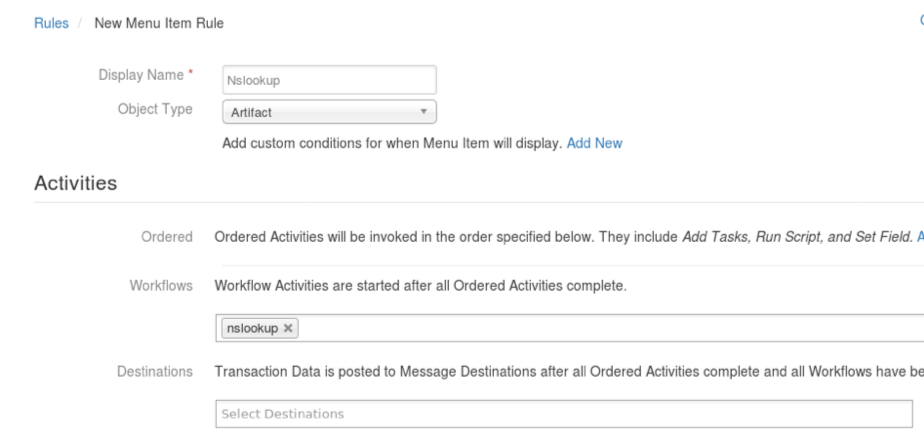 Rules / New Menu Item Rule
Display Name * Nslookup
Object Type Artifact
Add custom conditions for when Menu Item will display. Add New
Activities
Ordered Ordered Activities will be invoked in the order specified below. They include Add Tasks, Run Script, and Set Field.
Workflows Workflow Activities are started after all Ordered Activities complete.
nslookup ×
Destinations Transaction Data is posted to Message Destinations after all Ordered Activities complete and all Workflows have
Select Destinations